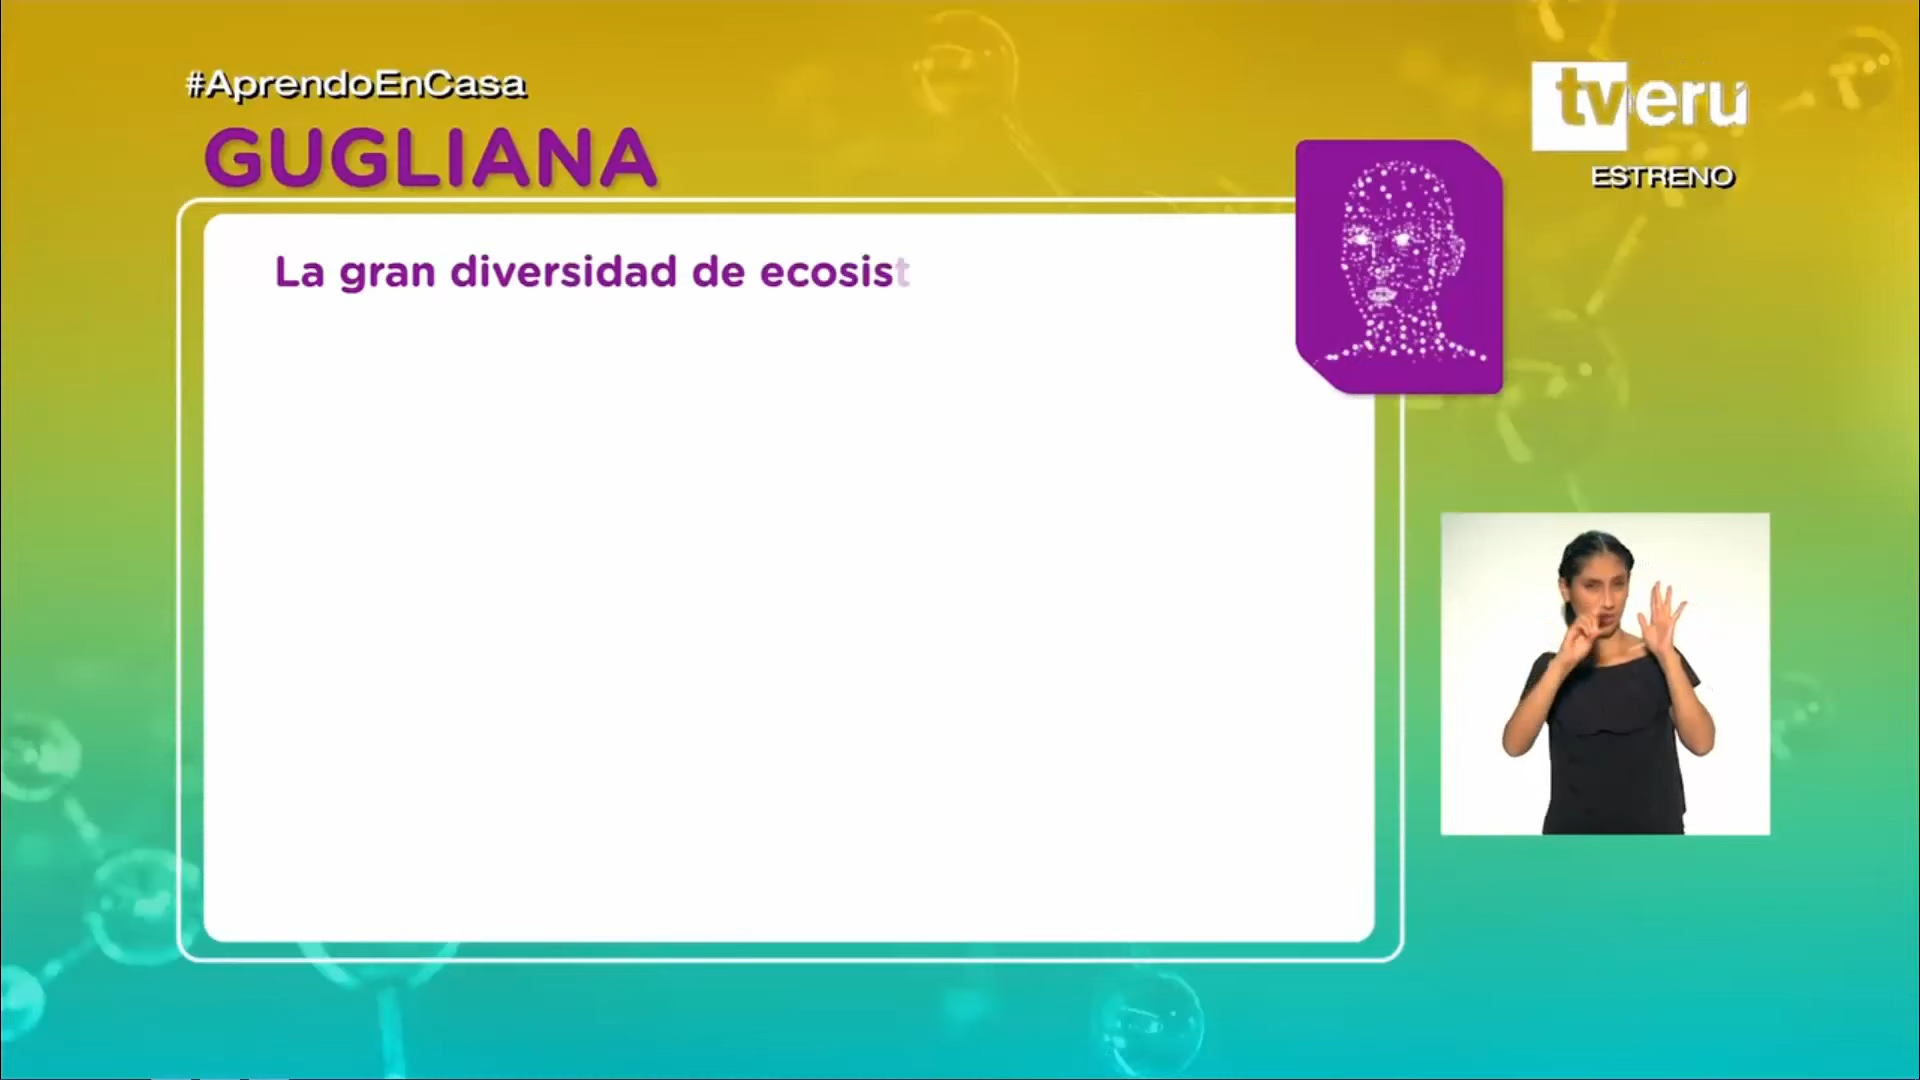 #AprendoEnCasa
tveru
ESTRENO
GUGLIANA
La gran diversidad de ecosist